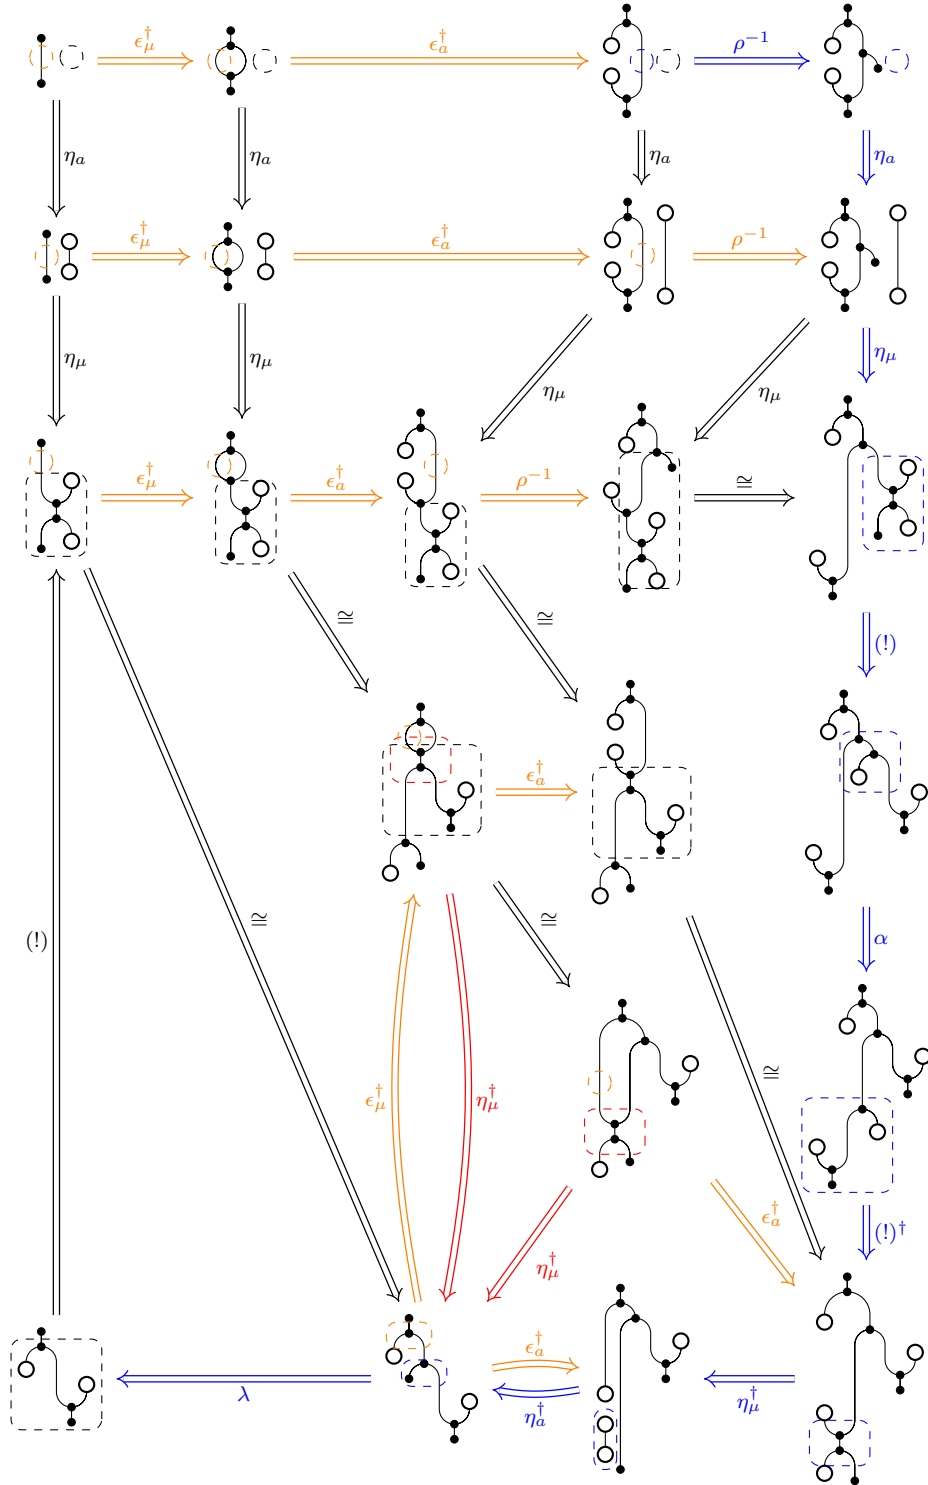 ϵ_μ^† ϵ_a^† ρ^{-1}
η_a η_a η_a η_a
ϵ_μ^† ϵ_a^† ρ^{-1}
η_μ η_μ η_μ η_μ η_μ
ϵ_μ^† ϵ_a^† ρ^{-1} ≅
≅ ≅ (!)
ϵ_a^†
(!) ≅ ≅ α
ϵ_μ^† η_μ^† ≅
ϵ_a^† (!)^†
η_μ^†
ϵ_a^†
λ η_a^† η_μ^†